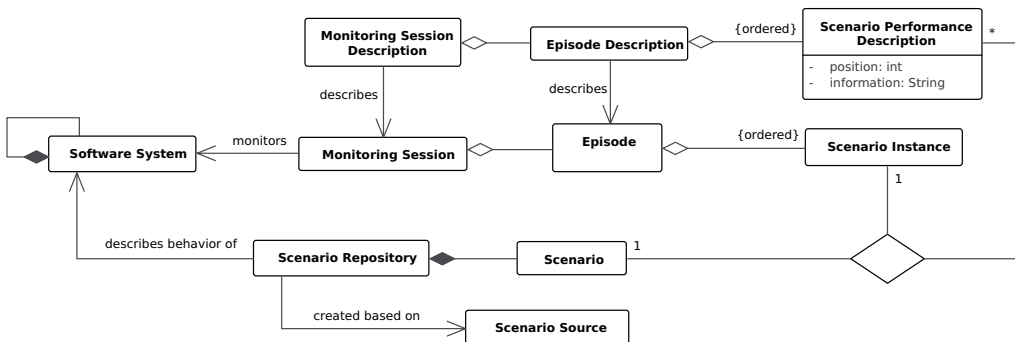 Monitoring Session
Description
Episode Description
{ordered}
Scenario Performance
Description
*
- position: int
- information: String
describes
describes
Software System
monitors
Monitoring Session
Episode
{ordered}
Scenario Instance
1
describes behavior of
Scenario Repository
Scenario
1
created based on
Scenario Source